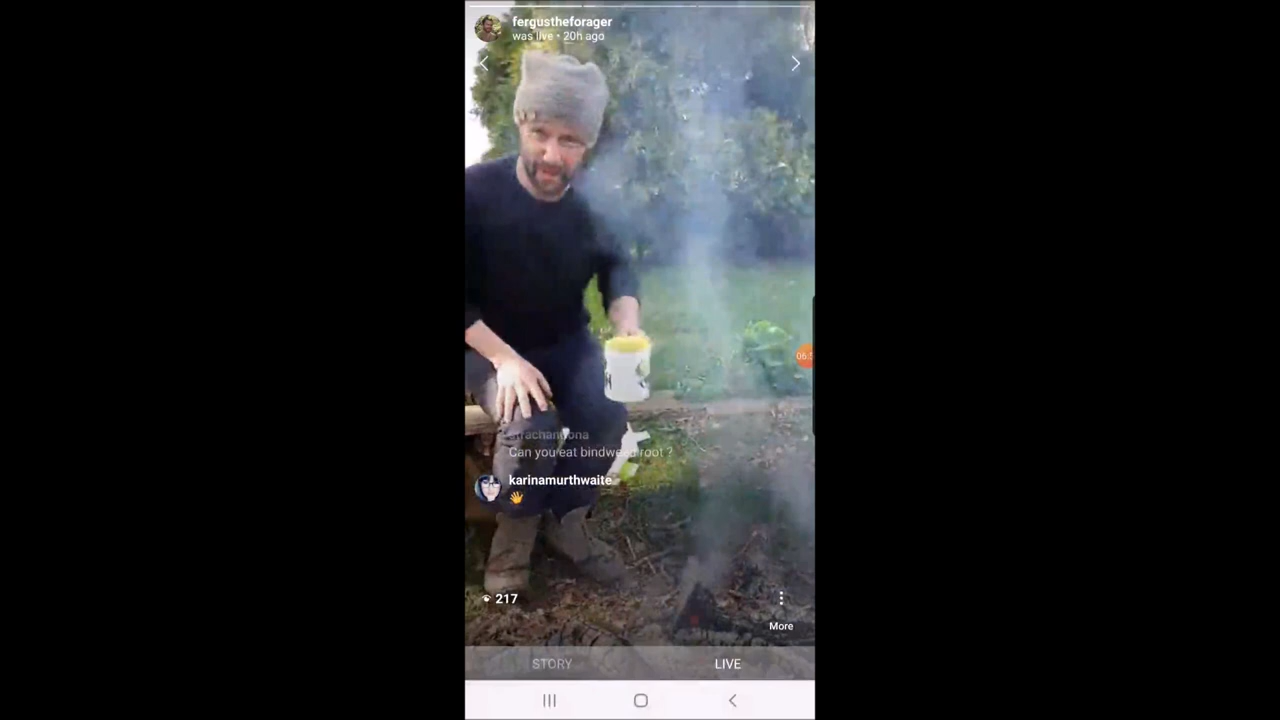 fergustheforager
was live • 20h ago
Can you eat bindweed root ?
karinamurthwaite
👋
217
More
STORY
LIVE